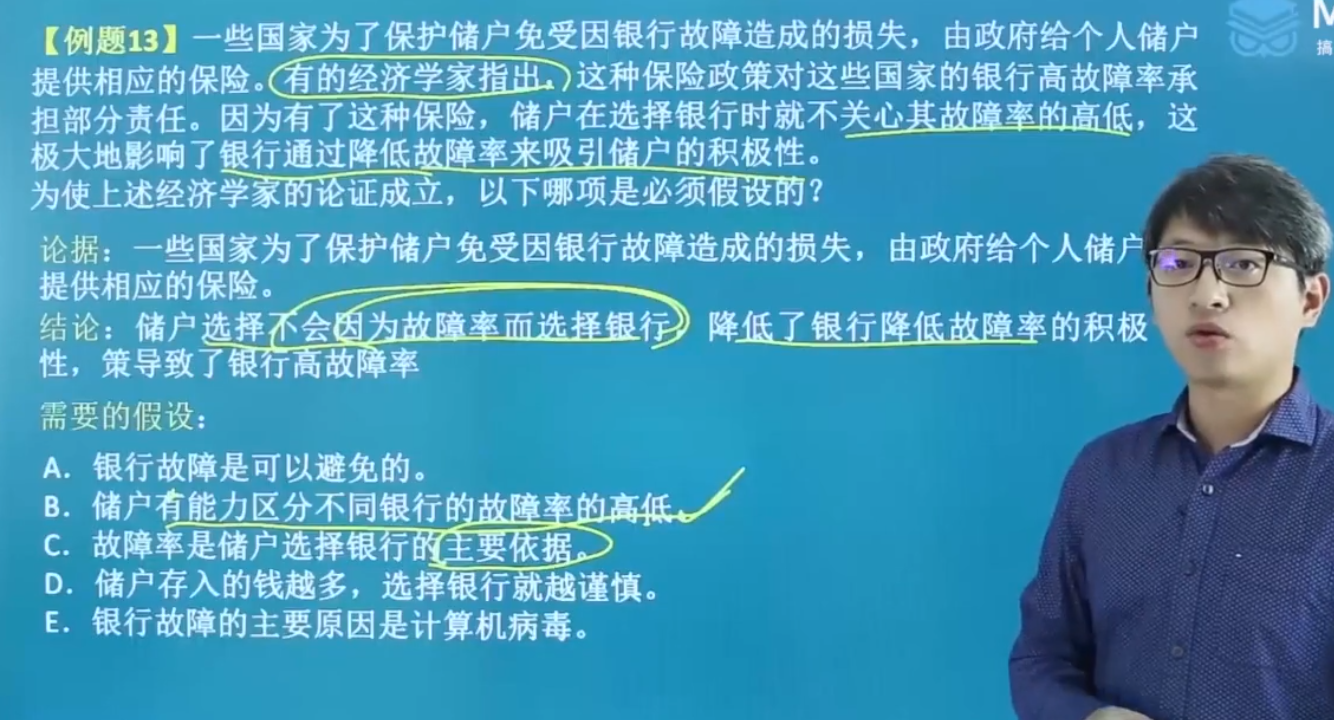 M
搞
【例题13】一些国家为了保护储户免受因银行故障造成的损失，由政府给个人储户
提供相应的保险。有的经济学家指出，这种保险政策对这些国家的银行高故障率承
担部分责任。因为有了这种保险，储户在选择银行时就不关心其故障率的高低，这
极大地影响了银行通过降低故障率来吸引储户的积极性。
为使上述经济学家的论证成立，以下哪项是必须假设的？
论据：一些国家为了保护储户免受因银行故障造成的损失，由政府给个人储户
提供相应的保险。
结论：储户选择不会因为故障率而选择银行，降低了银行降低故障率的积极
性，策导致了银行高故障率
需要的假设：
A. 银行故障是可以避免的。
B. 储户有能力区分不同银行的故障率的高低
C. 故障率是储户选择银行的主要依据。
D. 储户存入的钱越多，选择银行就越谨慎。
E. 银行故障的主要原因是计算机病毒。